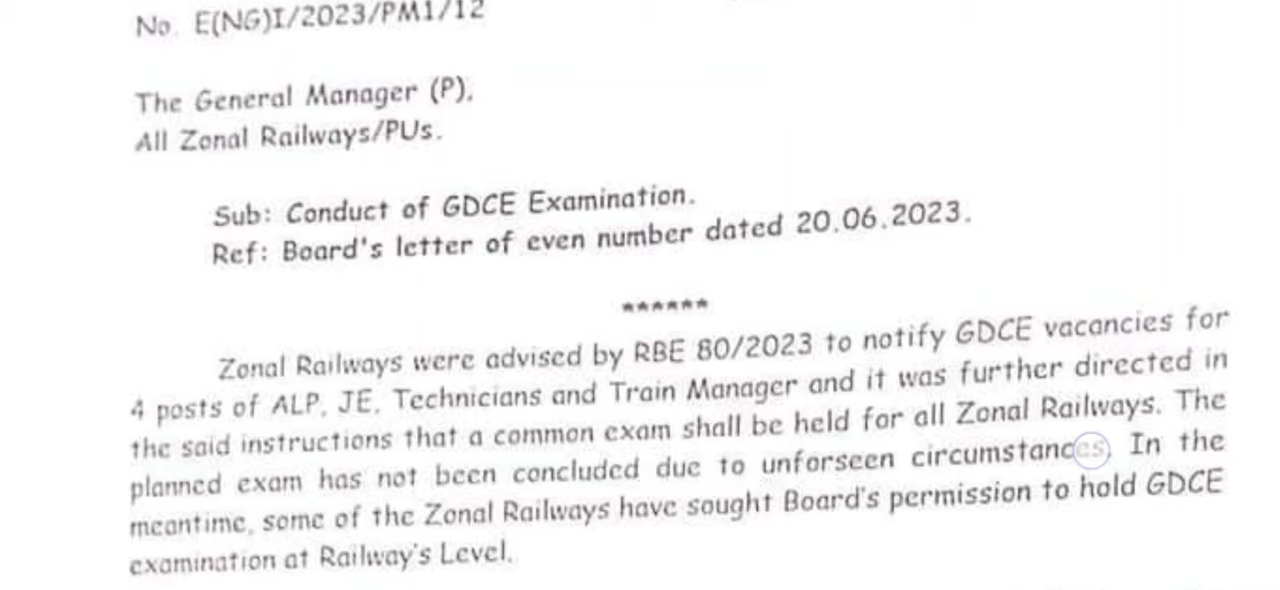 No. E(NG)I/2023/PM1/12
The General Manager (P),
All Zonal Railways/PUs.
Sub: Conduct of GDCE Examination.
Ref: Board's letter of even number dated 20.06.2023.
******
Zonal Railways were advised by RBE 80/2023 to notify GDCE vacancies for
4 posts of ALP, JE, Technicians and Train Manager and it was further directed in
the said instructions that a common exam shall be held for all Zonal Railways. The
planned exam has not been concluded due to unforseen circumstances. In the
meantime, some of the Zonal Railways have sought Board's permission to hold GDCE
examination at Railway's Level.